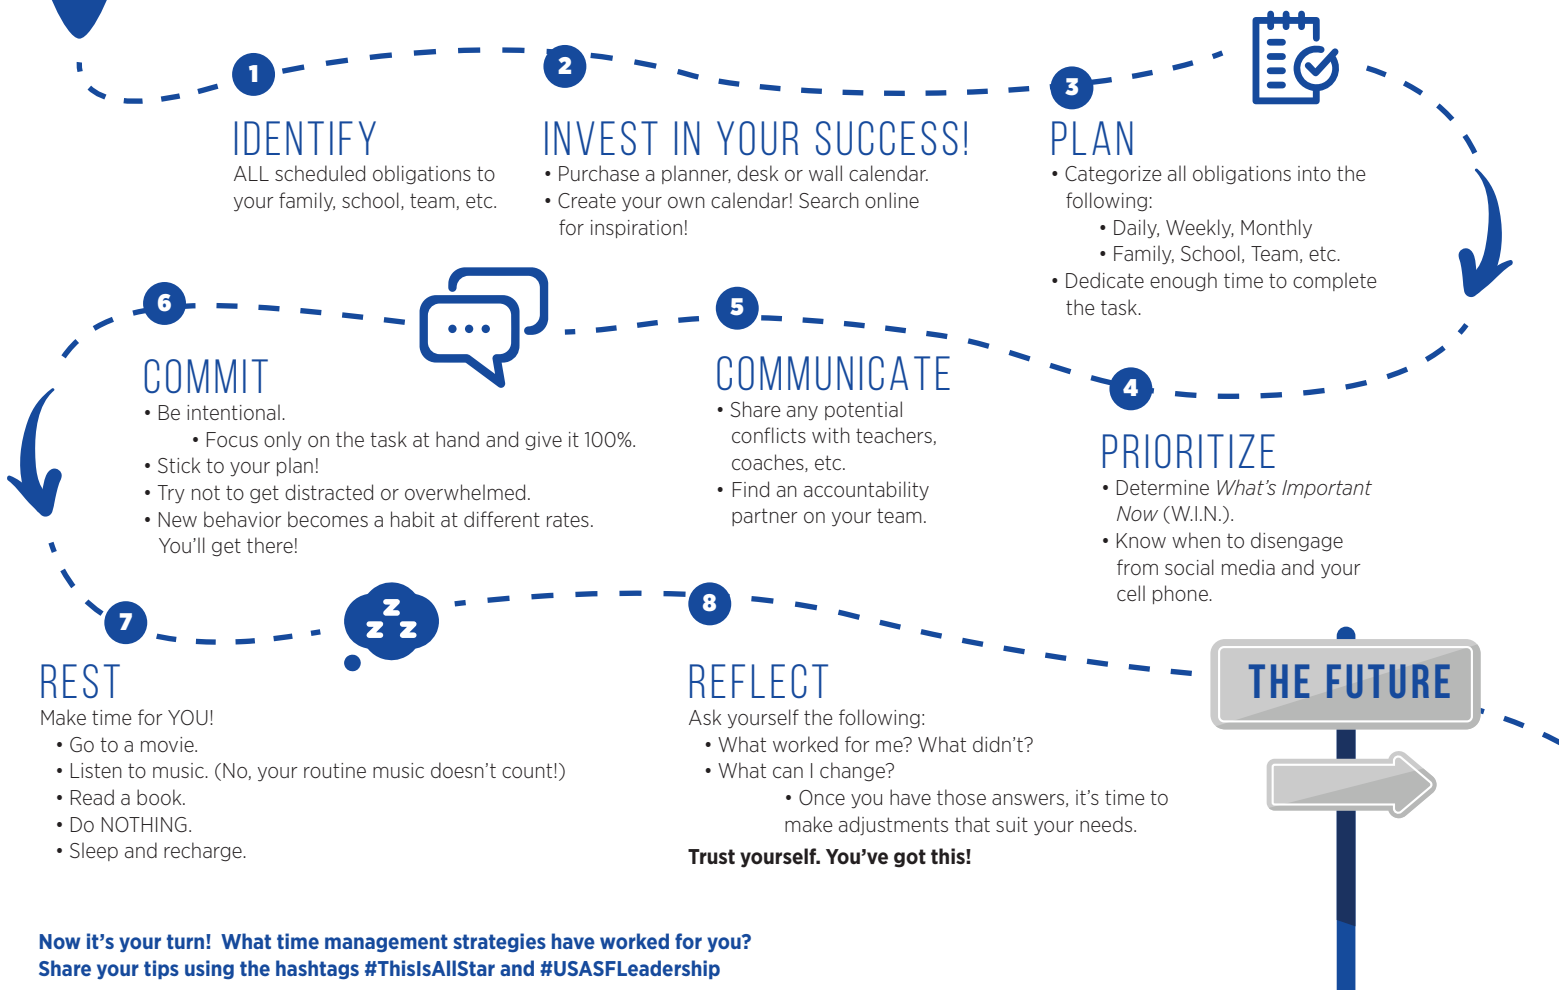 1
IDENTIFY
ALL scheduled obligations to
your family, school, team, etc.
2
INVEST IN YOUR SUCCESS!
• Purchase a planner, desk or wall calendar.
• Create your own calendar! Search online
for inspiration!
3
PLAN
• Categorize all obligations into the
following:
• Daily, Weekly, Monthly
• Family, School, Team, etc.
• Dedicate enough time to complete
the task.
4
PRIORITIZE
• Determine What's Important
Now (W.I.N.).
• Know when to disengage
from social media and your
cell phone.
5
COMMUNICATE
• Share any potential
conflicts with teachers,
coaches, etc.
• Find an accountability
partner on your team.
6
COMMIT
• Be intentional.
• Focus only on the task at hand and give it 100%.
• Stick to your plan!
• Try not to get distracted or overwhelmed.
• New behavior becomes a habit at different rates.
You'll get there!
7
REST
Make time for YOU!
• Go to a movie.
• Listen to music. (No, your routine music doesn't count!)
• Read a book.
• Do NOTHING.
• Sleep and recharge.
Z
Z Z
8
REFLECT
Ask yourself the following:
• What worked for me? What didn't?
• What can I change?
• Once you have those answers, it's time to
make adjustments that suit your needs.
Trust yourself. You've got this!
THE FUTURE
Now it's your turn! What time management strategies have worked for you?
Share your tips using the hashtags #ThisIsAllStar and #USASFLeadership